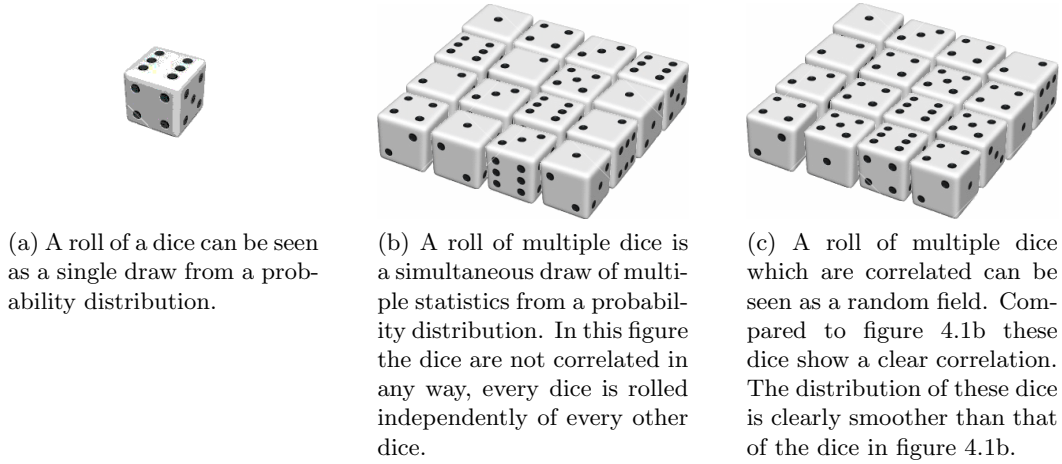 (a) A roll of a dice can be seen
as a single draw from a prob-
ability distribution.
(b) A roll of multiple dice is
a simultaneous draw of multi-
ple statistics from a probabil-
ity distribution. In this figure
the dice are not correlated in
any way, every dice is rolled
independently of every other
dice.
(c) A roll of multiple dice
which are correlated can be
seen as a random field. Com-
pared to figure 4.1b these
dice show a clear correlation.
The distribution of these dice
is clearly smoother than that
of the dice in figure 4.1b.